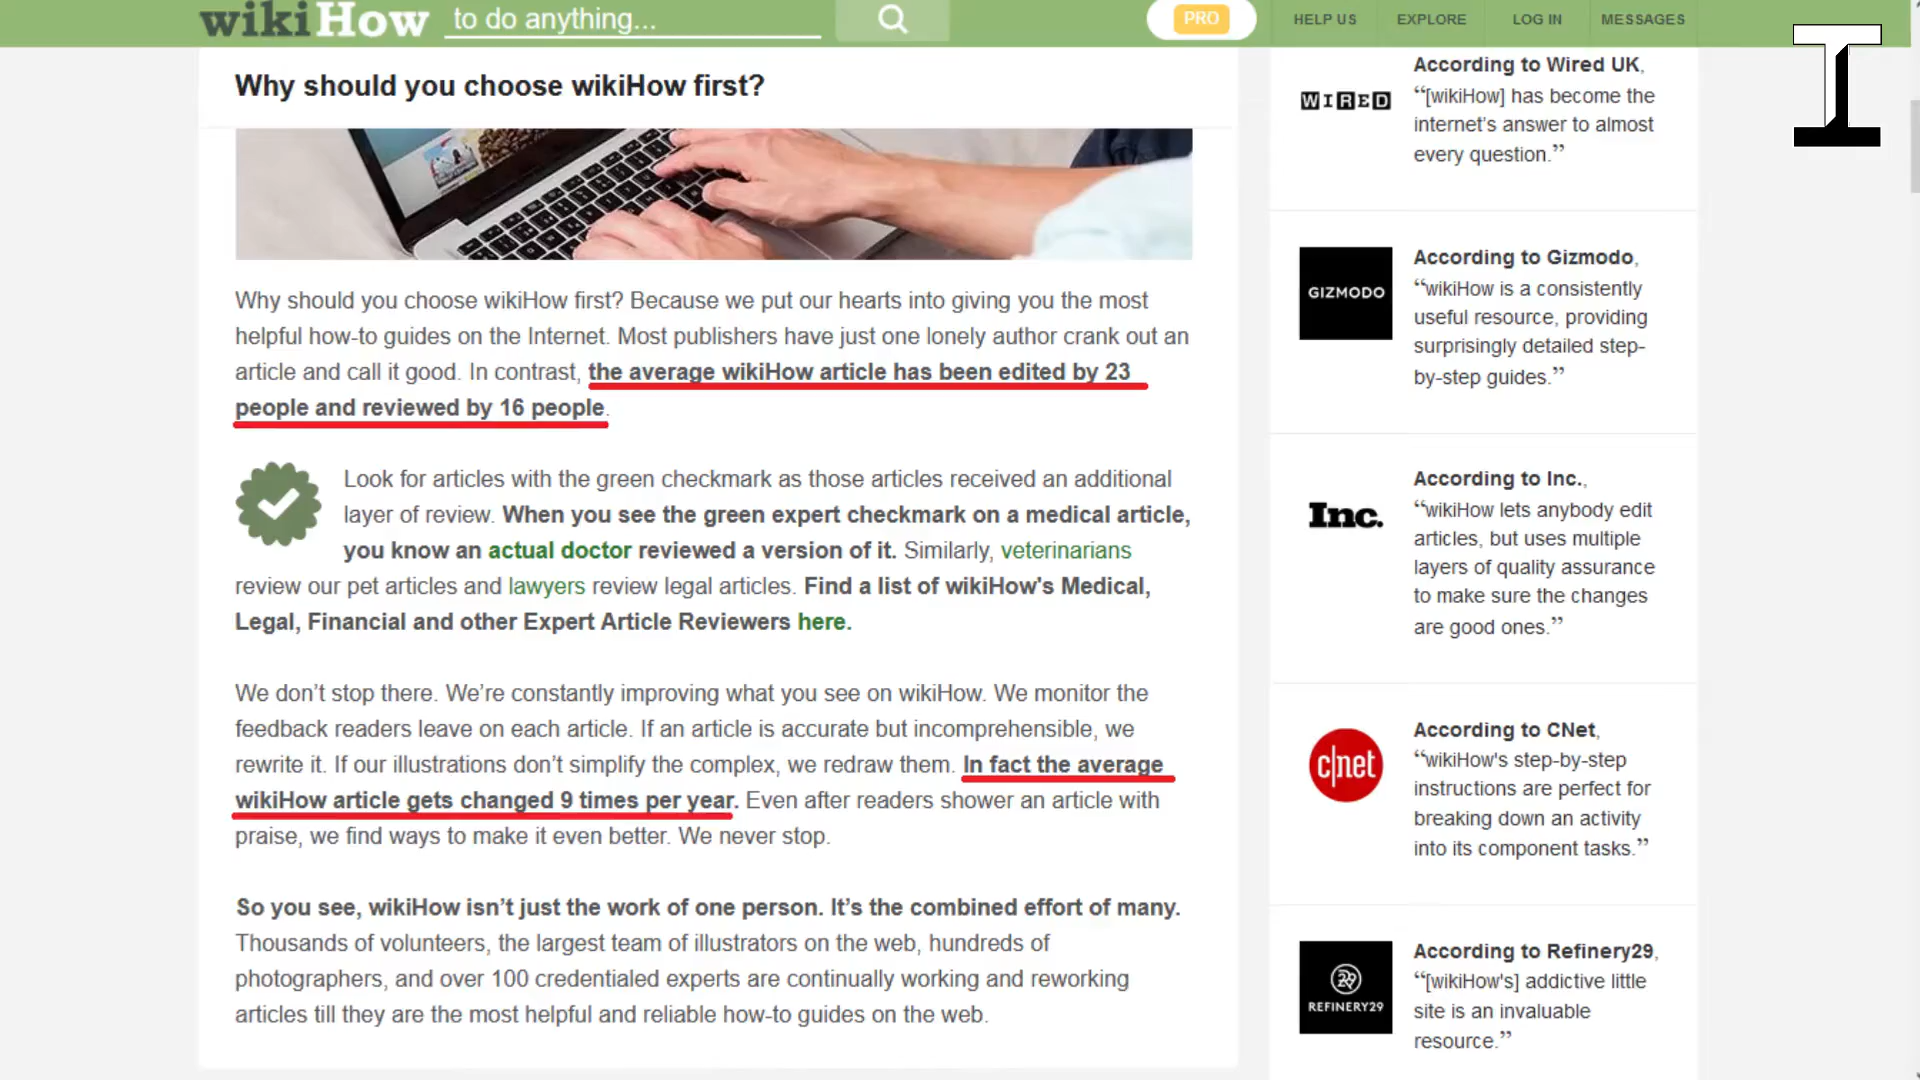 wikiHow to do anything...
PRO
HELP US
EXPLORE
LOG IN
MESSAGES
Why should you choose wikiHow first?
Why should you choose wikiHow first? Because we put our hearts into giving you the most
helpful how-to guides on the Internet. Most publishers have just one lonely author crank out an
article and call it good. In contrast, the average wikiHow article has been edited by 23
people and reviewed by 16 people.
Look for articles with the green checkmark as those articles received an additional
layer of review. When you see the green expert checkmark on a medical article,
you know an actual doctor reviewed a version of it. Similarly, veterinarians
review our pet articles and lawyers review legal articles. Find a list of wikiHow's Medical,
Legal, Financial and other Expert Article Reviewers here.
We don’t stop there. We’re constantly improving what you see on wikiHow. We monitor the
feedback readers leave on each article. If an article is accurate but incomprehensible, we
rewrite it. If our illustrations don’t simplify the complex, we redraw them. In fact the average
wikiHow article gets changed 9 times per year. Even after readers shower an article with
praise, we find ways to make it even better. We never stop.
So you see, wikiHow isn’t just the work of one person. It’s the combined effort of many.
Thousands of volunteers, the largest team of illustrators on the web, hundreds of
photographers, and over 100 credentialed experts are continually working and reworking
articles till they are the most helpful and reliable how-to guides on the web.
WIRED
According to Wired UK,
“[wikiHow] has become the
internet’s answer to almost
every question.”
GIZMODO
According to Gizmodo,
“wikiHow is a consistently
useful resource, providing
surprisingly detailed step-
by-step guides.”
Inc.
According to Inc.,
“wikiHow lets anybody edit
articles, but uses multiple
layers of quality assurance
to make sure the changes
are good ones.”
c|net
According to CNet,
“wikiHow's step-by-step
instructions are perfect for
breaking down an activity
into its component tasks.”
R29
REFINERY29
According to Refinery29,
“[wikiHow's] addictive little
site is an invaluable
resource.”
I